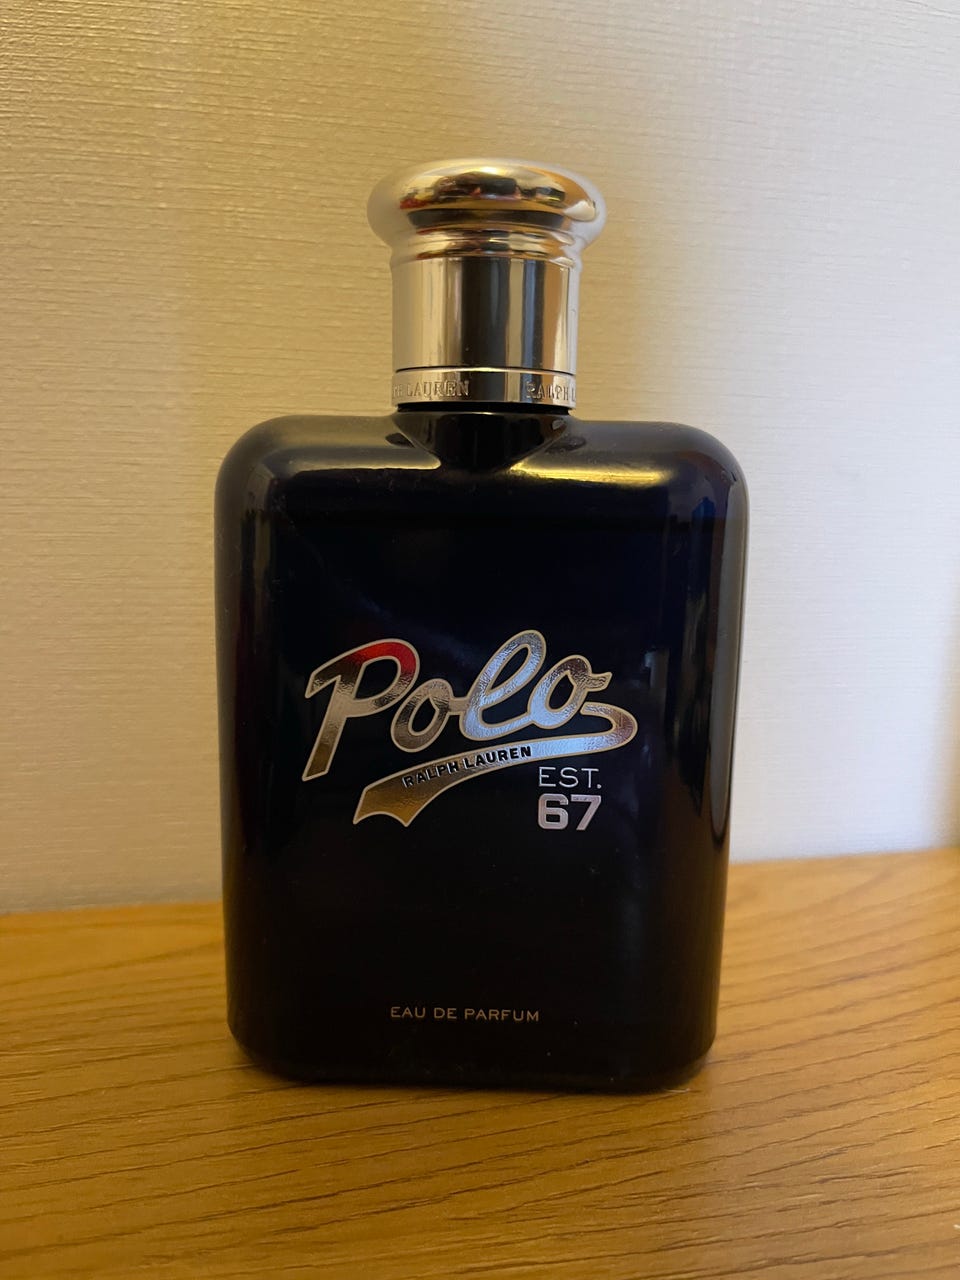 LAUREN RALPH
Polo
RALPH LAUREN
EST.
67
EAU DE PARFUM